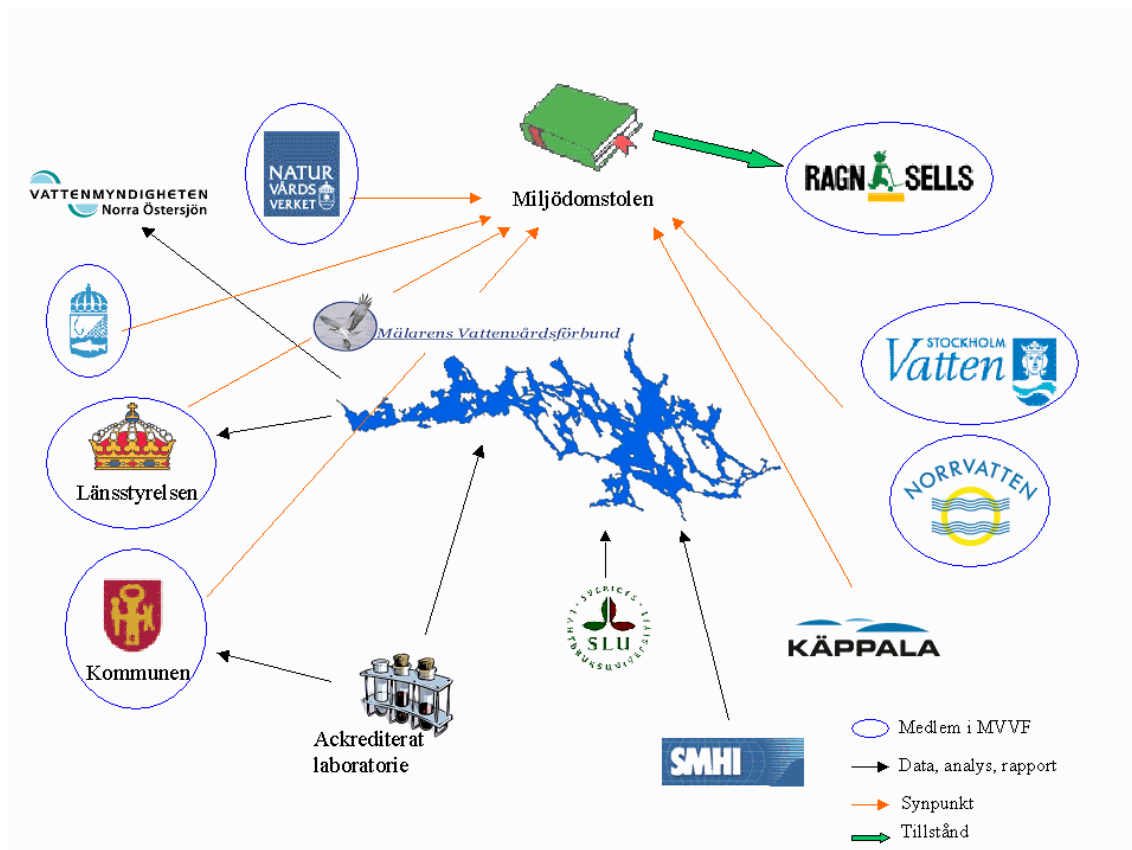 NATUR
VÅRDS
VERKET
VATTENMYNDIGHETEN
Norra Östersjön
Miljödomstolen
RAGN SELLS
Mälarens Vattenvårdsförbund
STOCKHOLM
Vatten
Länsstyrelsen
NORRVATTEN
Kommunen
SVERIGES LANTBRUKSUNIVERSITET
SLU
KÄPPALA
Ackrediterat
laboratorie
SMHI
Medlem i MVVF
Data, analys, rapport
Synpunkt
Tillstånd